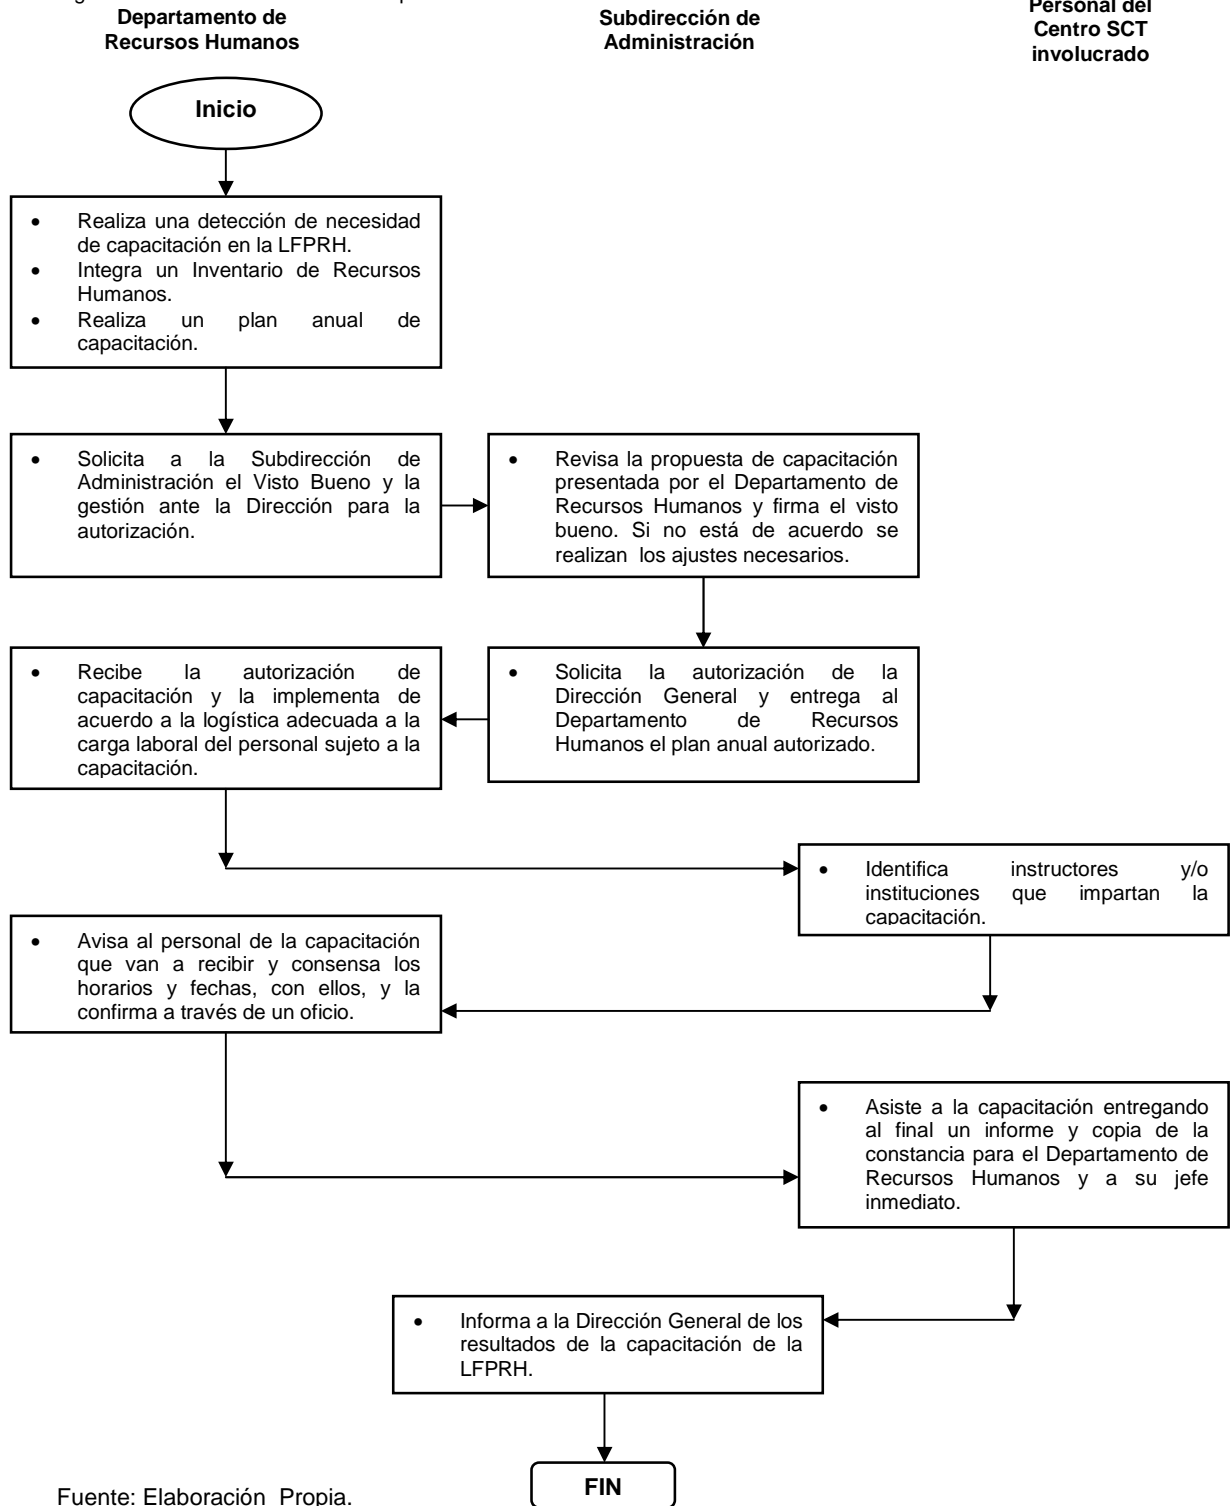 Departamento de
Recursos Humanos
Subdirección de
Administración
Personal del
Centro SCT
involucrado
Inicio
• Realiza una detección de necesidad
de capacitación en la LFPRH.
• Integra un Inventario de Recursos
Humanos.
• Realiza un plan anual de
capacitación.
• Solicita a la Subdirección de
Administración el Visto Bueno y la
gestión ante la Dirección para la
autorización.
• Revisa la propuesta de capacitación
presentada por el Departamento de
Recursos Humanos y firma el visto
bueno. Si no está de acuerdo se
realizan los ajustes necesarios.
• Recibe la autorización de
capacitación y la implementa de
acuerdo a la logística adecuada a la
carga laboral del personal sujeto a la
capacitación.
• Solicita la autorización de la
Dirección General y entrega al
Departamento de Recursos
Humanos el plan anual autorizado.
• Identifica instructores y/o
instituciones que impartan la
capacitación.
• Avisa al personal de la capacitación
que van a recibir y consensa los
horarios y fechas, con ellos, y la
confirma a través de un oficio.
• Asiste a la capacitación entregando
al final un informe y copia de la
constancia para el Departamento de
Recursos Humanos y a su jefe
inmediato.
• Informa a la Dirección General de los
resultados de la capacitación de la
LFPRH.
FIN
Fuente: Elaboración Propia.